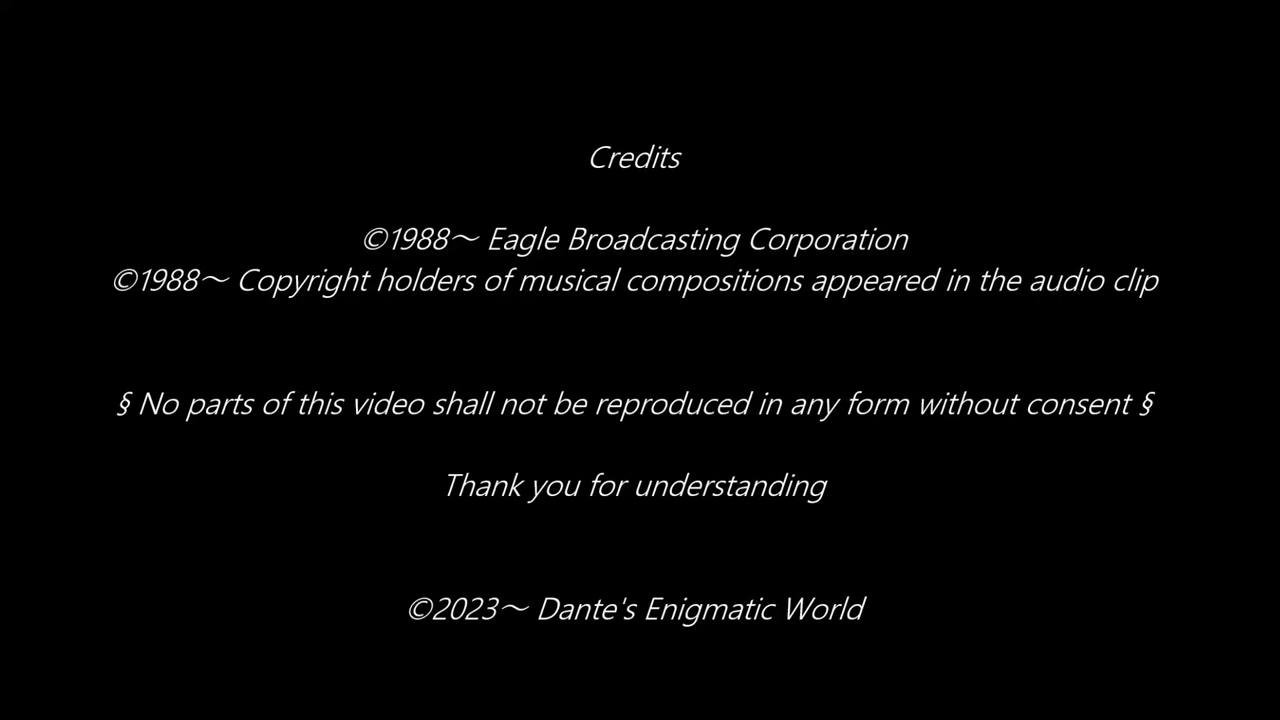 Credits
©1988～ Eagle Broadcasting Corporation
©1988～ Copyright holders of musical compositions appeared in the audio clip
§ No parts of this video shall not be reproduced in any form without consent §
Thank you for understanding
©2023～ Dante's Enigmatic World